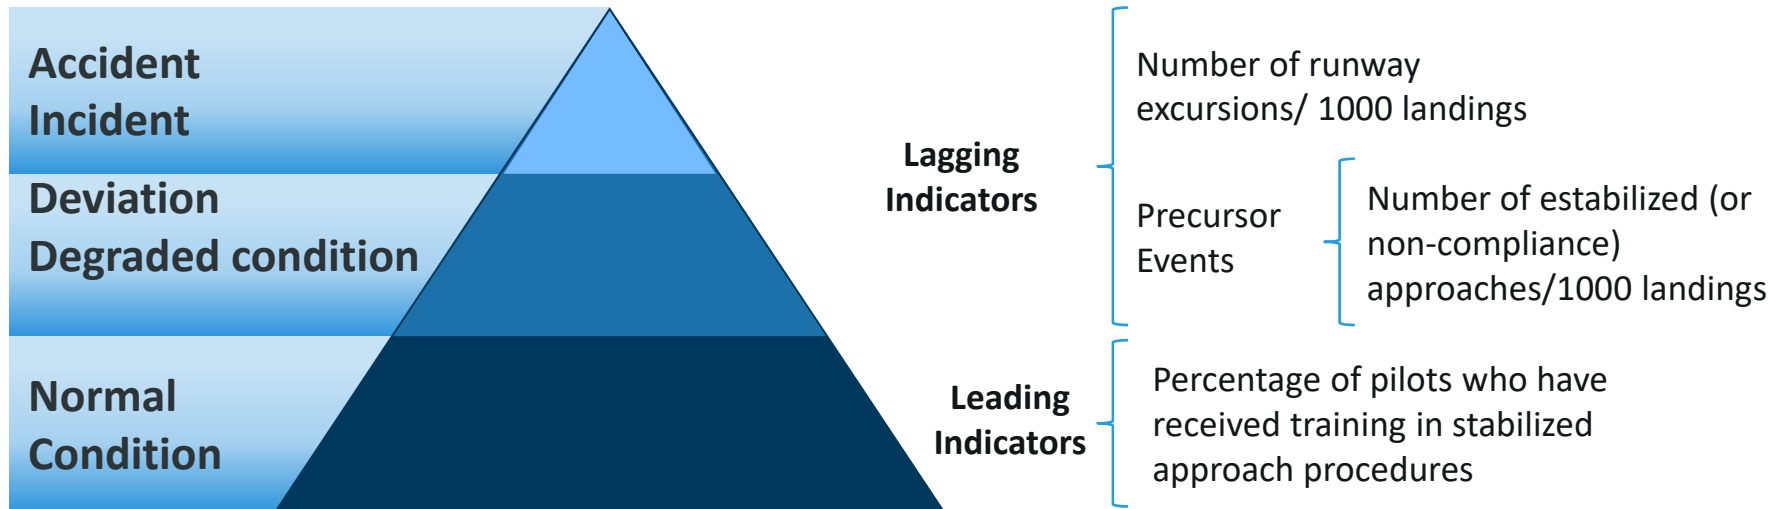 Accident
Incident
Deviation
Degraded condition
Normal
Condition
Lagging
Indicators
Number of runway
excursions/ 1000 landings
Precursor
Events
Number of estabilized (or
non-compliance)
approaches/1000 landings
Leading
Indicators
Percentage of pilots who have
received training in stabilized
approach procedures